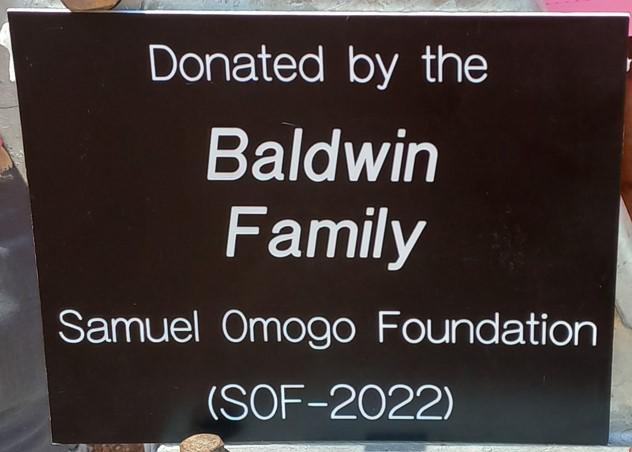 Donated by the
Baldwin
Family
Samuel Omogo Foundation
(SOF-2022)